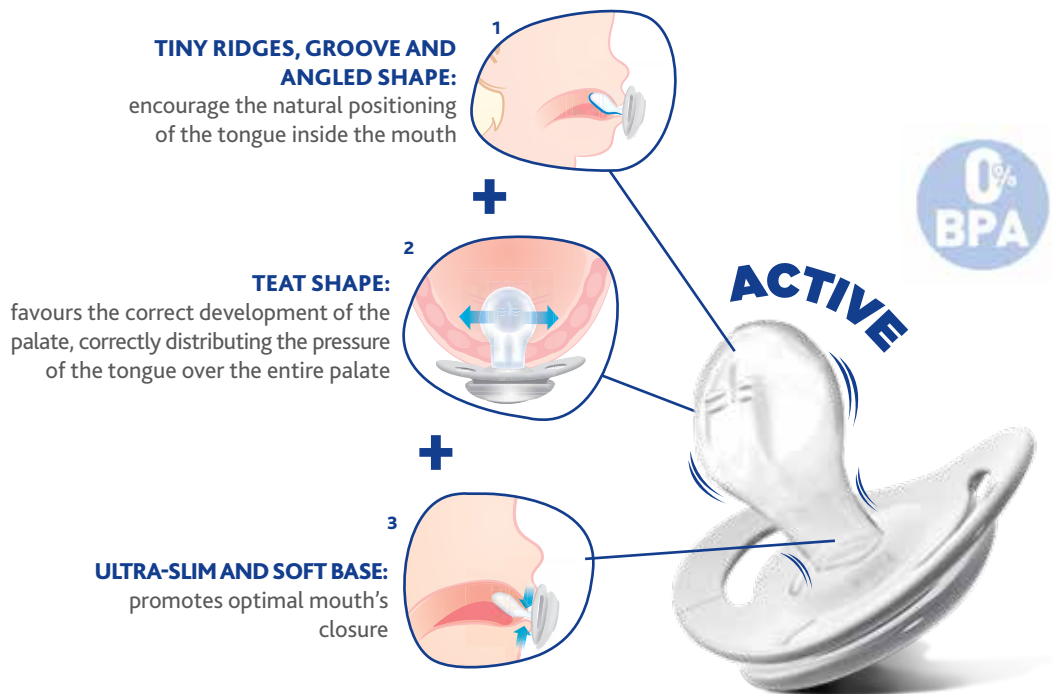 1
TINY RIDGES, GROOVE AND
ANGLED SHAPE:
encourage the natural positioning
of the tongue inside the mouth
+
2
TEAT SHAPE:
favours the correct development of the
palate, correctly distributing the pressure
of the tongue over the entire palate
+
3
ULTRA-SLIM AND SOFT BASE:
promotes optimal mouth’s
closure
0%
BPA
ACTIVE